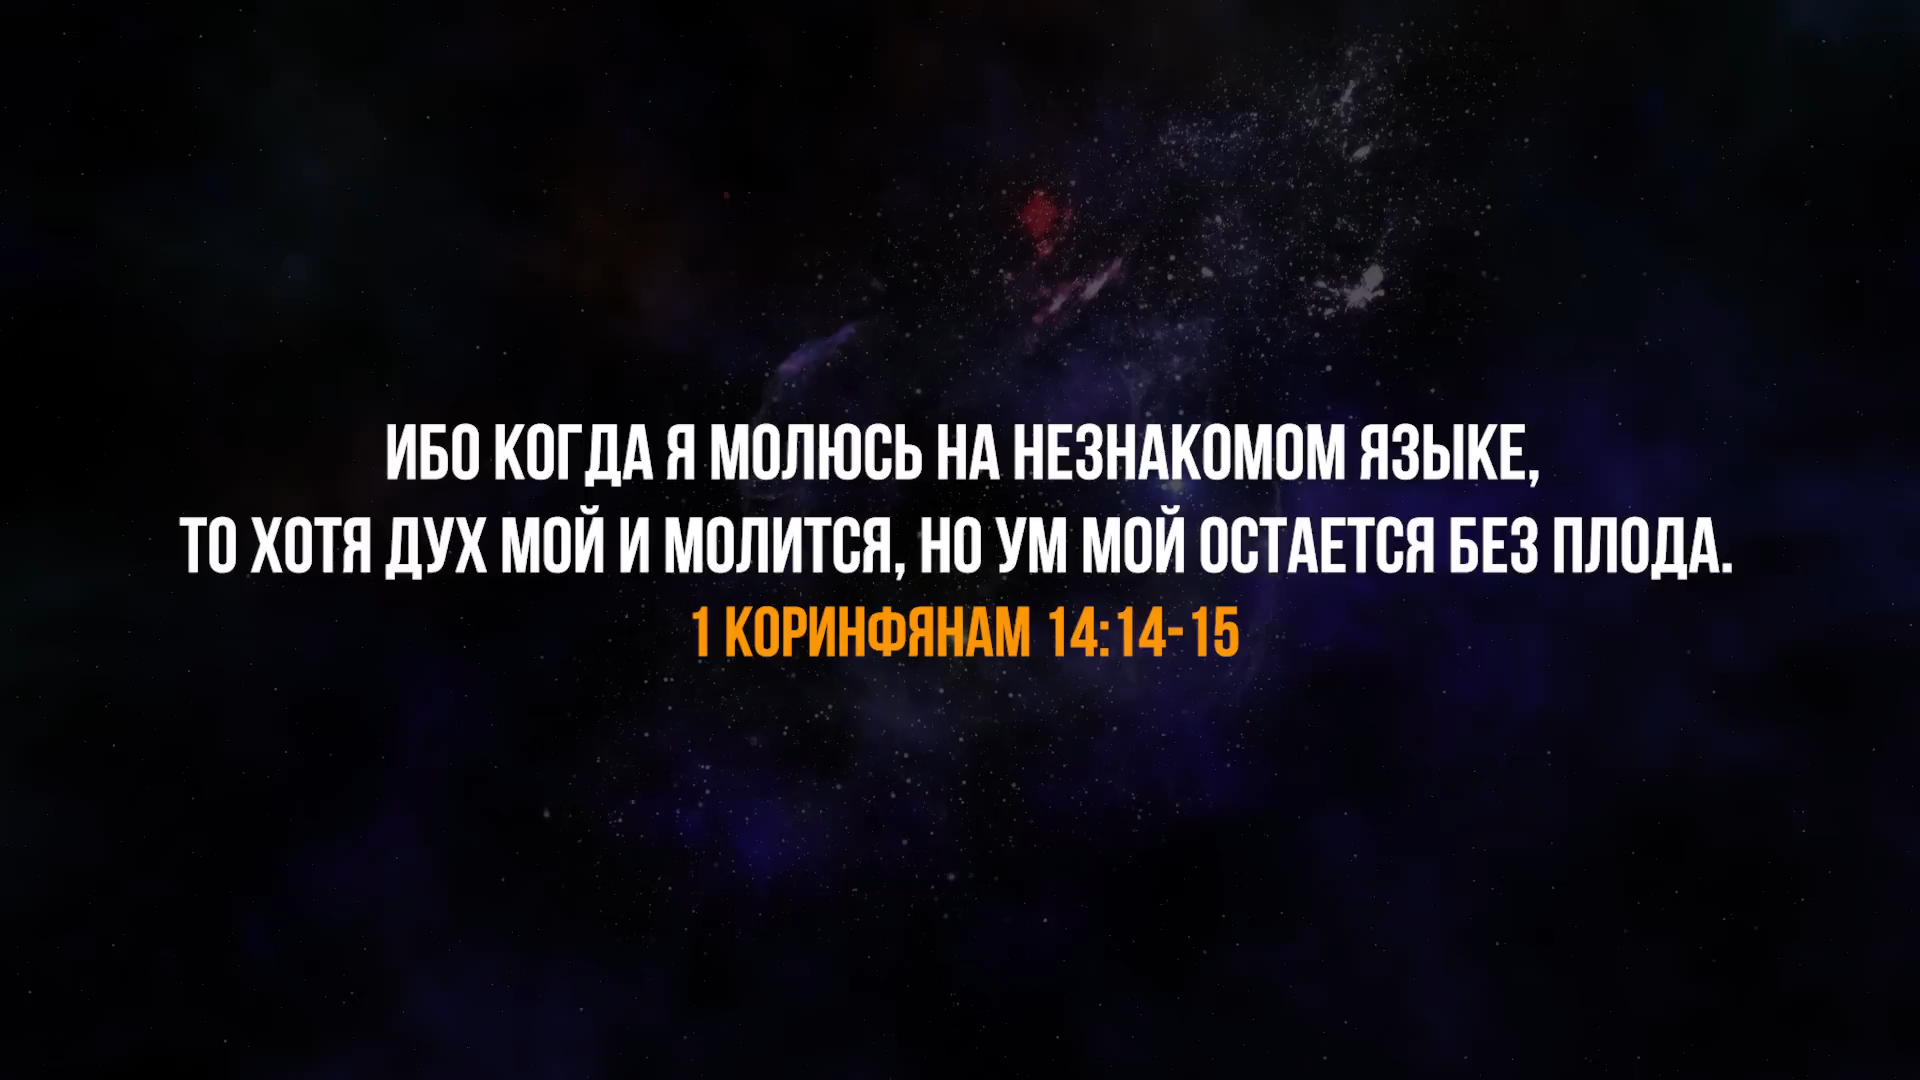 ИБО КОГДА Я МОЛЮСЬ НА НЕЗНАКОМОМ ЯЗЫКЕ,
ТО ХОТЯ ДУХ МОЙ И МОЛИТСЯ, НО УМ МОЙ ОСТАЕТСЯ БЕЗ ПЛОДА.
1 КОРИНФЯНАМ 14:14-15